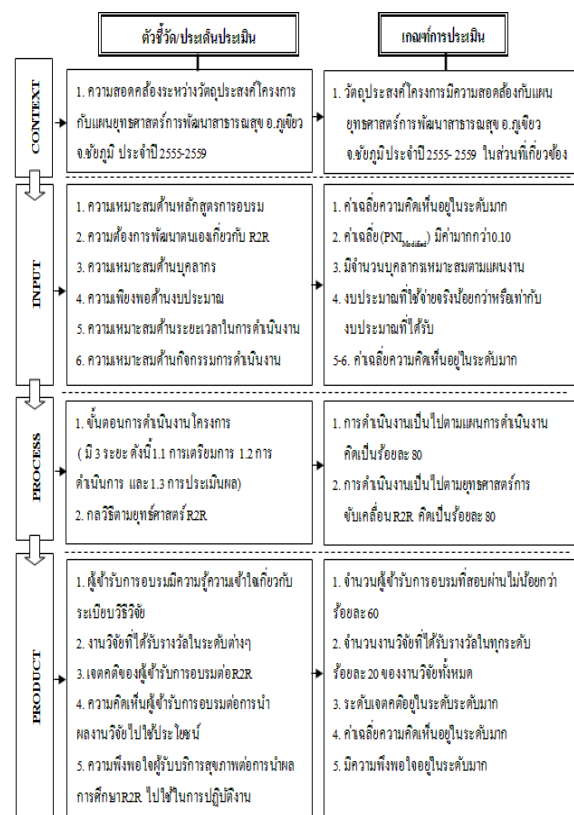 ตัวชี้วัด/ประเด็นประเมิน
เกณฑ์การประเมิน
CONTEXT
1. ความสอดคล้องระหว่างวัตถุประสงค์โครงการ
กับแผนยุทธศาสตร์การพัฒนาสาธารณสุข อ.ภูเขียว
จ.ชัยภูมิ ประจำปี 2555-2559
1. วัตถุประสงค์โครงการมีความสอดคล้องกับแผน
ยุทธศาสตร์การพัฒนาสาธารณสุข อ.ภูเขียว
จ.ชัยภูมิ ประจำปี 2555- 2559 ในส่วนที่เกี่ยวข้อง
INPUT
1. ความเหมาะสมด้านหลักสูตรการอบรม
2. ความต้องการพัฒนาตนเองเกี่ยวกับ R2R
3. ความเหมาะสมด้านบุคลากร
4. ความเพียงพอด้านงบประมาณ
5. ความเหมาะสมด้านระยะเวลาในการดำเนินงาน
6. ความเหมาะสมด้านกิจกรรมการดำเนินงาน
1. ค่าเฉลี่ยความคิดเห็นอยู่ในระดับมาก
2. ค่าเฉลี่ย (PNI Modified) มีค่ามากกว่า 0.10
3. มีจำนวนบุคลากรเหมาะสมตามแผนงาน
4. งบประมาณที่ใช้จ่ายจริงน้อยกว่าหรือเท่ากับ
งบประมาณที่ได้รับ
5-6. ค่าเฉลี่ยความคิดเห็นอยู่ในระดับมาก
PROCESS
1. ขั้นตอนการดำเนินงานโครงการ
( มี 3 ระยะ ดังนี้ 1.1 การเตรียมการ 1.2 การ
ดำเนินการ และ 1.3 การประเมินผล)
2. กลวิธีตามยุทธ์ศาสตร์ R2R
1. การดำเนินงานเป็นไปตามแผนการดำเนินงาน
คิดเป็นร้อยละ 80
2. การดำเนินงานเป็นไปตามยุทธศาสตร์การ
ขับเคลื่อน R2R คิดเป็นร้อยละ 80
PRODUCT
1. ผู้เข้ารับการอบรมมีความรู้ความเข้าใจเกี่ยวกับ
ระเบียบวิธีวิจัย
2. งานวิจัยที่ได้รับรางวัลในระดับต่างๆ
3. เจตคติของผู้เข้ารับการอบรมต่อ R2R
4. ความคิดเห็นผู้เข้ารับการอบรมต่อการนำ
ผลงานวิจัยไปใช้ประโยชน์
5. ความพึงพอใจผู้รับบริการสุขภาพต่อการนำผล
การศึกษา R2R ไปใช้ในการปฏิบัติงาน
1. จำนวนผู้เข้ารับการอบรมที่สอบผ่านไม่น้อยกว่า
ร้อยละ 60
2. จำนวนงานวิจัยที่ได้รับรางวัลในทุกระดับ
ร้อยละ 20 ของงานวิจัยทั้งหมด
3. ระดับเจตคติอยู่ในระดับระดับมาก
4. ค่าเฉลี่ยความคิดเห็นอยู่ในระดับมาก
5. มีความพึงพอใจอยู่ในระดับมาก